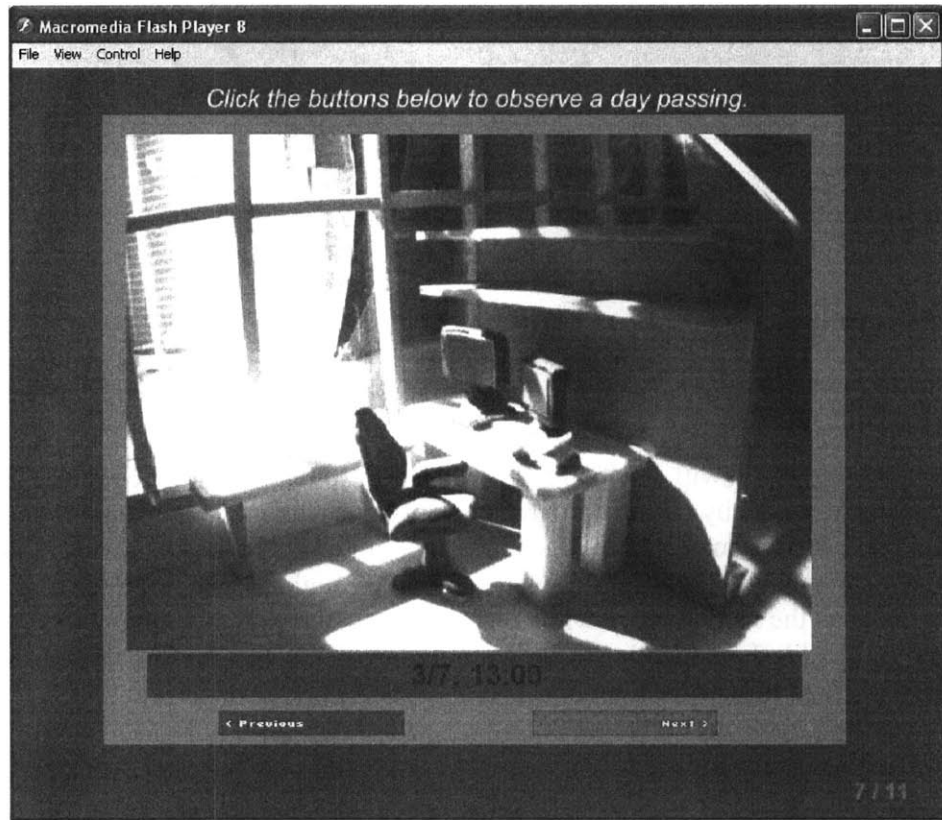 Macromedia Flash Player 8
File View Control Help
Click the buttons below to observe a day passing.
3/7, 13:00
< Previous
Next >
7 / 11